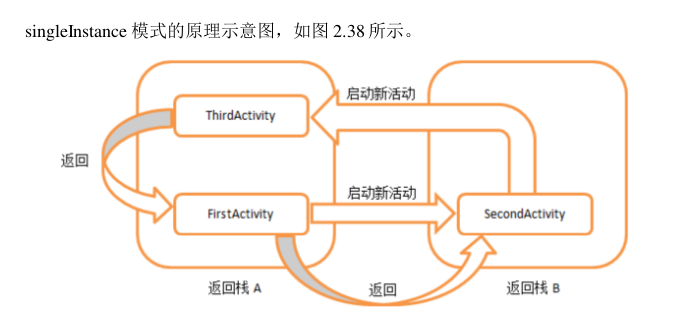 singleInstance 模式的原理示意图，如图 2.38 所示。
启动新活动
ThirdActivity
返回
启动新活动
FirstActivity
SecondActivity
返回栈 A
返回
返回栈 B